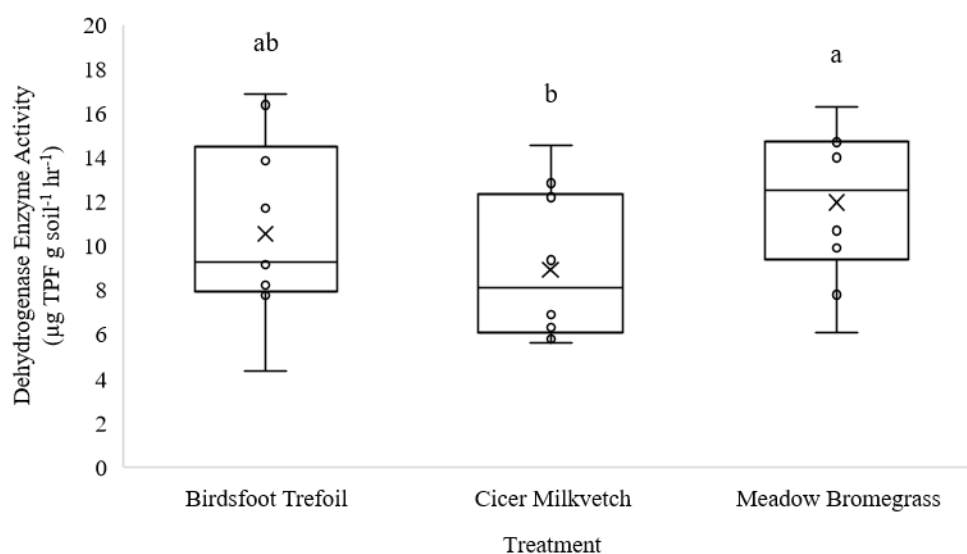 Dehydrogenase Enzyme Activity
(µg TPF g soil⁻¹ hr⁻¹)
20
18
16
14
12
10
8
6
4
2
0
ab
b
a
Birdsfoot Trefoil
Cicer Milkvetch
Meadow Bromegrass
Treatment